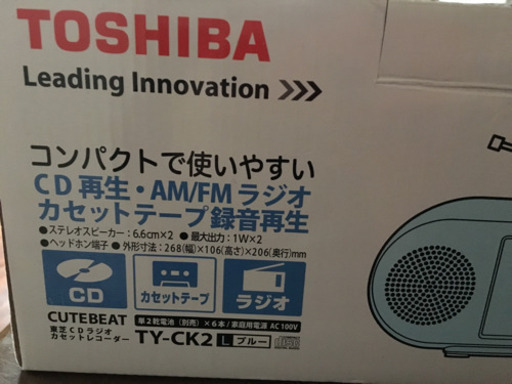 TOSHIBA
Leading Innovation >>>
コンパクトで使いやすい
CD再生・AM/FMラジオ
カセットテープ録音再生
●ステレオスピーカー:6.6cm×2 ●最大出力:1W×2
●ヘッドホン端子 ●外形寸法:268(幅)×106(高さ)×206(奥行)mm
CD
カセットテープ
ラジオ
CUTEBEAT
単2乾電池(別売)×6本/家庭用電源 AC100V
東芝CDラジオ
カセットレコーダー
TY-CK2 L ブルー